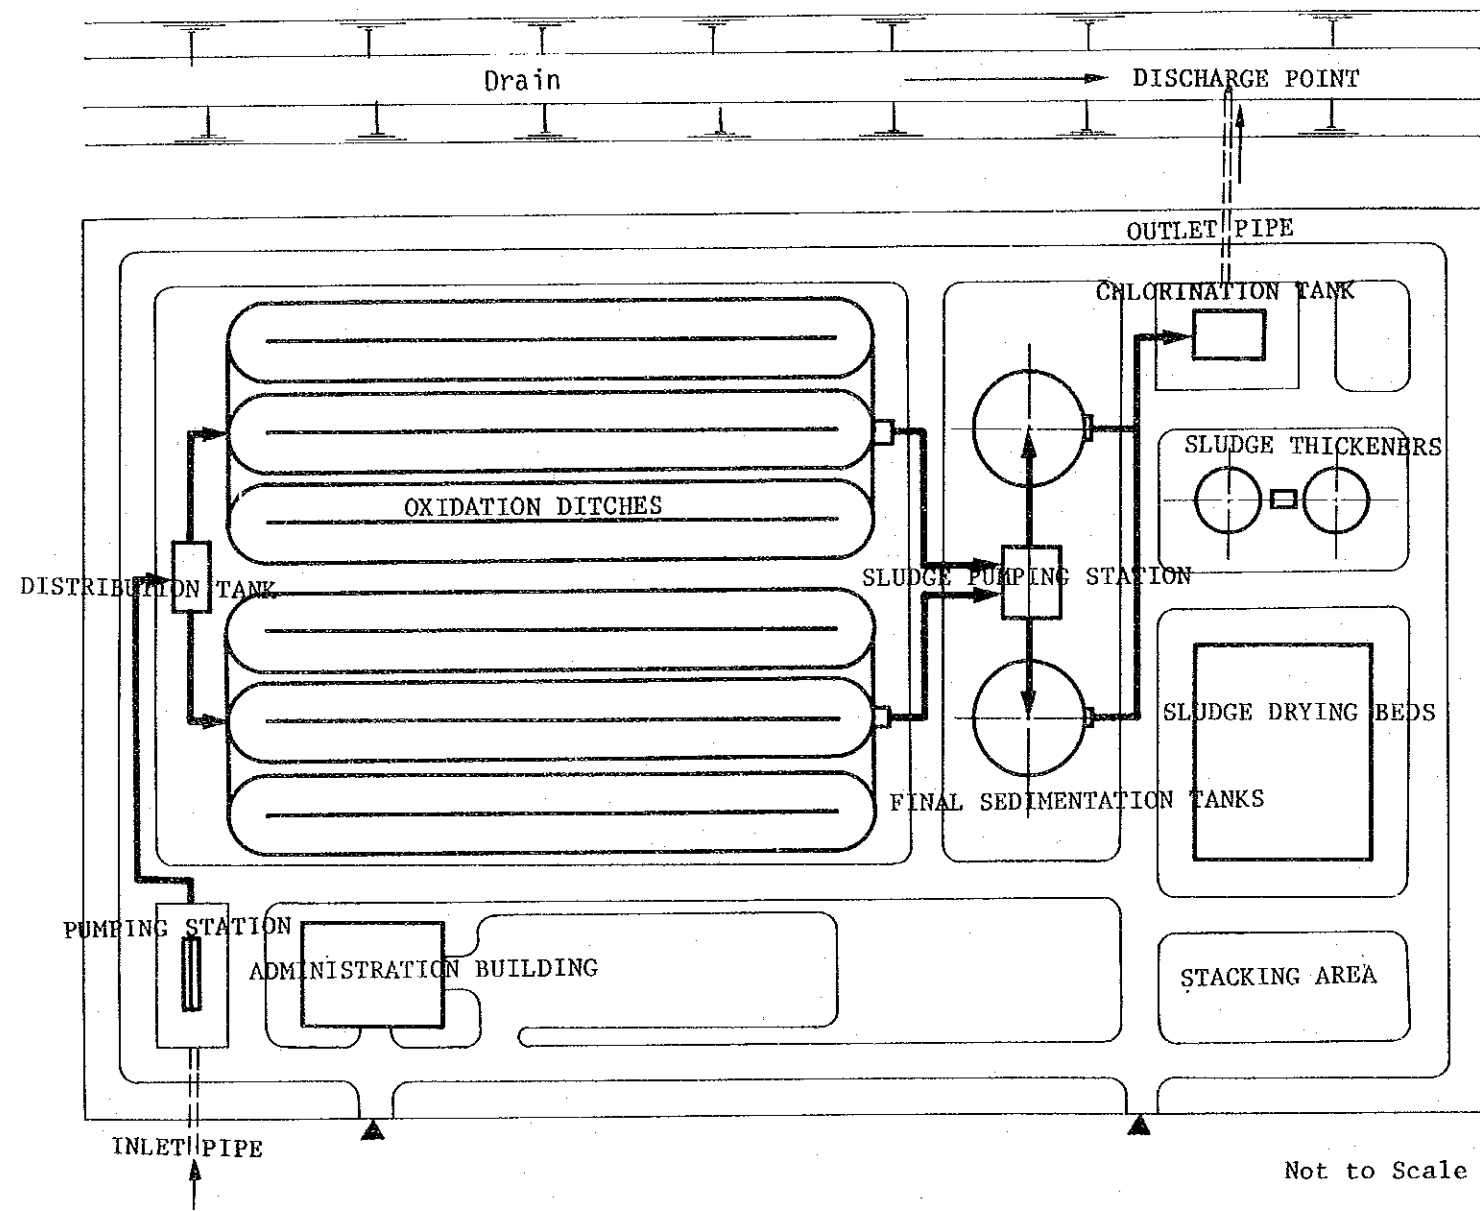 Drain
DISCHARGE POINT
OUTLET PIPE
CHLORINATION TANK
SLUDGE THICKENERS
OXIDATION DITCHES
SLUDGE PUMPING STATION
DISTRIBUTION TANK
SLUDGE DRYING BEDS
FINAL SEDIMENTATION TANKS
PUMPING STATION
ADMINISTRATION BUILDING
STACKING AREA
INLET PIPE
Not to Scale